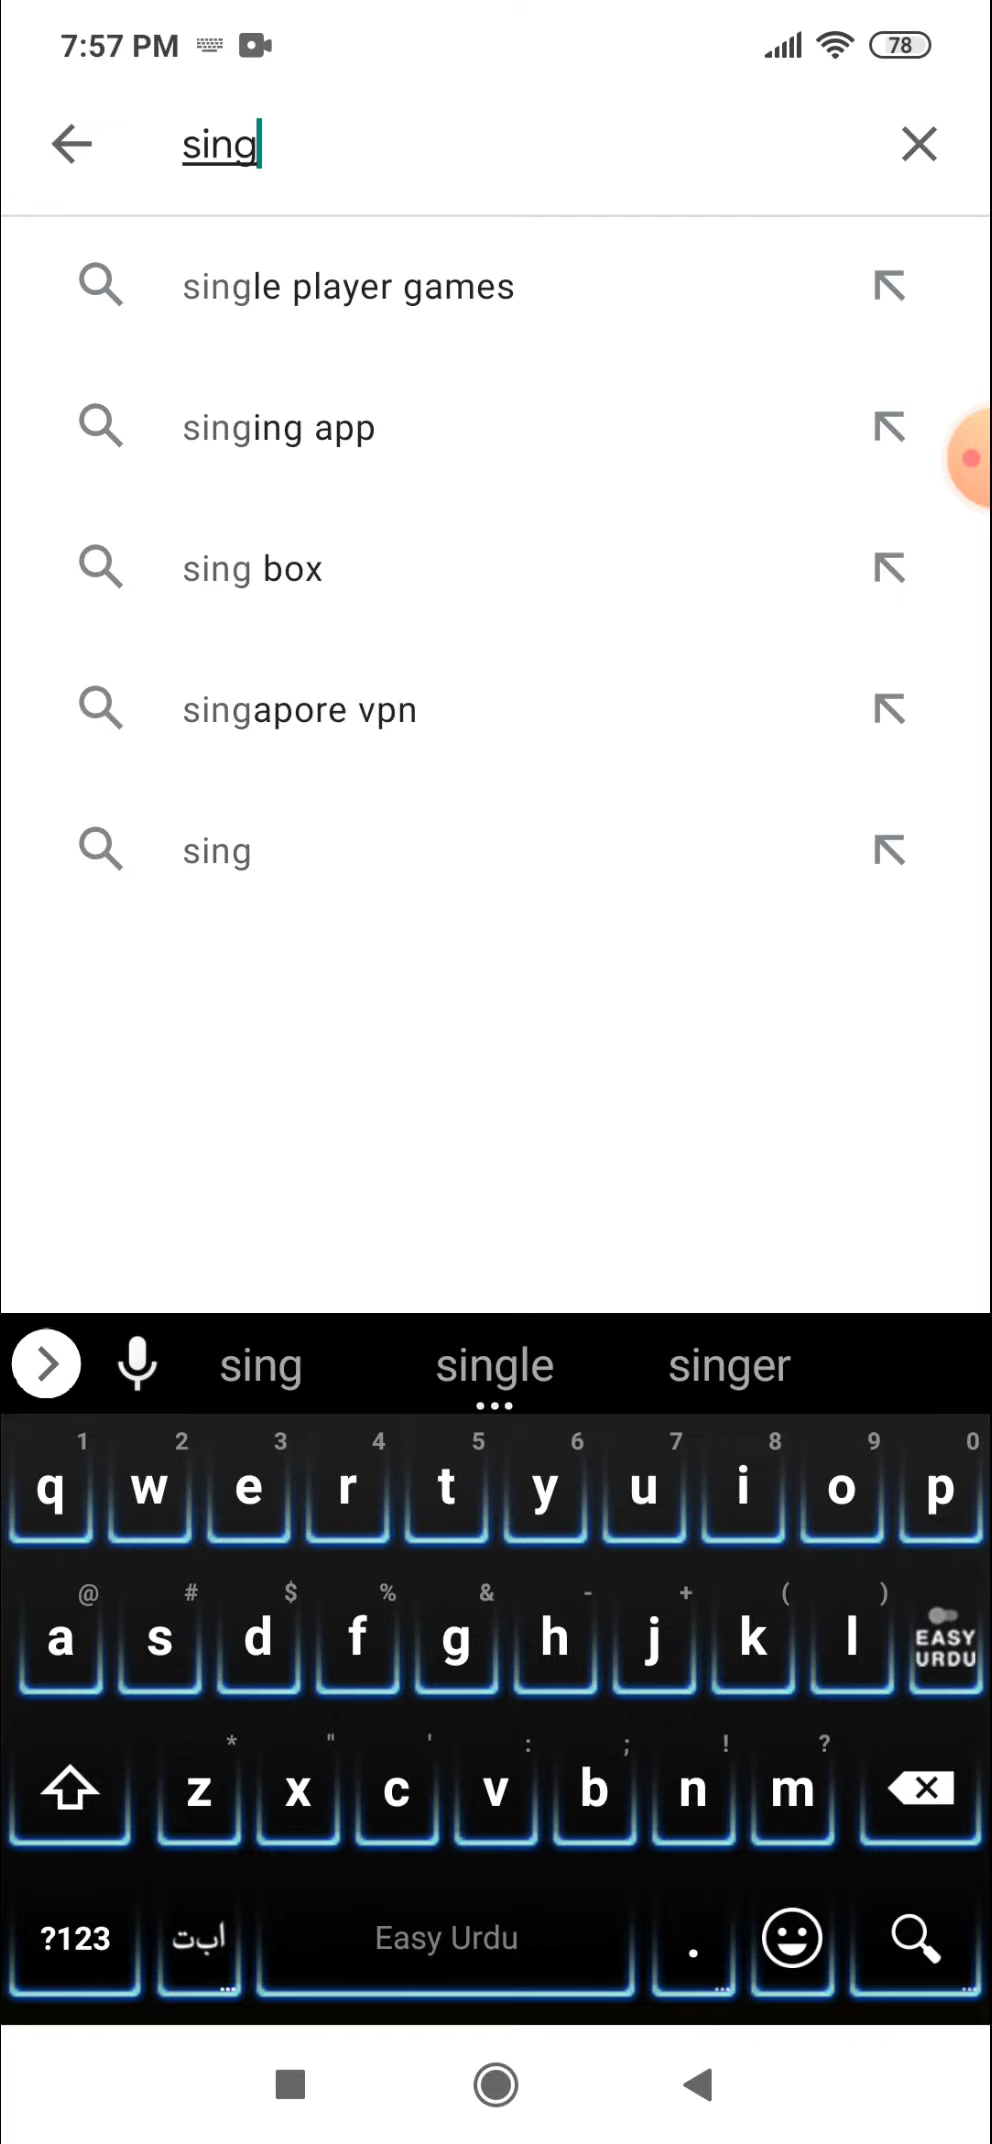 7:57 PM 78
sing
single player games
singing app
sing box
singapore vpn
sing
sing single singer
1 2 3 4 5 6 7 8 9 0
q w e r t y u i o p
@ # $ % & - + ( )
a s d f g h j k l EASY URDU
* " ' : ; ! ?
z x c v b n m
?123 ابت Easy Urdu .